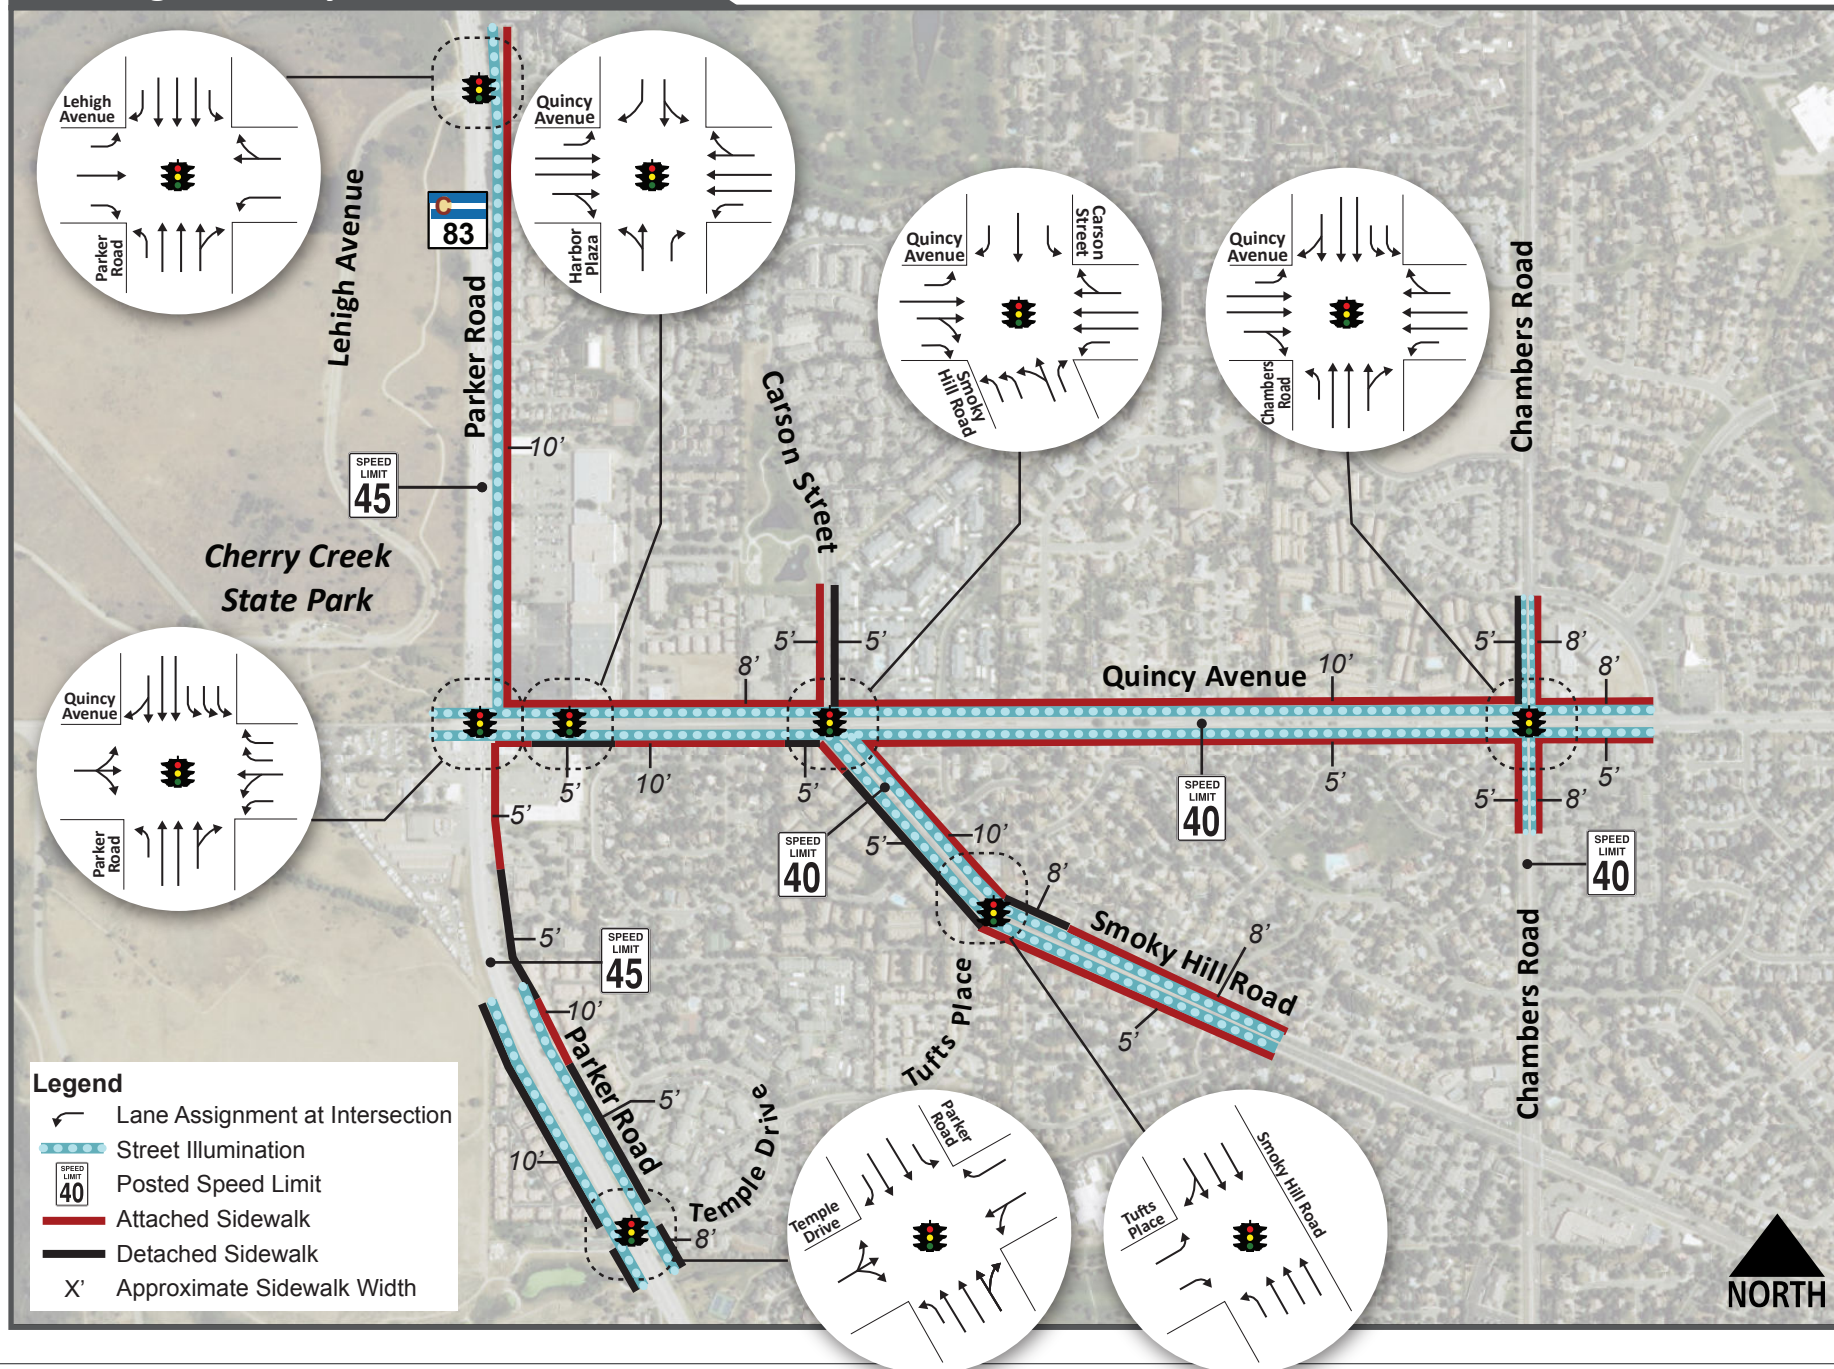 Lehigh
Avenue
Parker
Road
Quincy
Avenue
Harbor
Plaza
Quincy
Avenue
Carson
Street
Smoky
Hill Road
Quincy
Avenue
Chambers
Road
Lehigh Avenue
83
Parker Road
10’
SPEED
LIMIT
45
Carson Street
Chambers Road
Cherry Creek
State Park
5’
5’
8’
Quincy Avenue
10’
5’
8’
8’
Quincy
Avenue
Parker
Road
5’
10’
5’
5’
5’
5’
8’
5’
5’
SPEED
LIMIT
40
SPEED
LIMIT
40
SPEED
LIMIT
40
5’
10’
8’
Smoky Hill Road
8’
5’
5’
SPEED
LIMIT
45
10’
Parker Road
5’
10’
8’
Temple Drive
Tufts Place
Chambers Road
Parker
Road
Temple
Drive
Tufts
Place
Smoky Hill Road
Legend
Lane Assignment at Intersection
Street Illumination
SPEED
LIMIT
40
Posted Speed Limit
Attached Sidewalk
Detached Sidewalk
X’ Approximate Sidewalk Width
NORTH